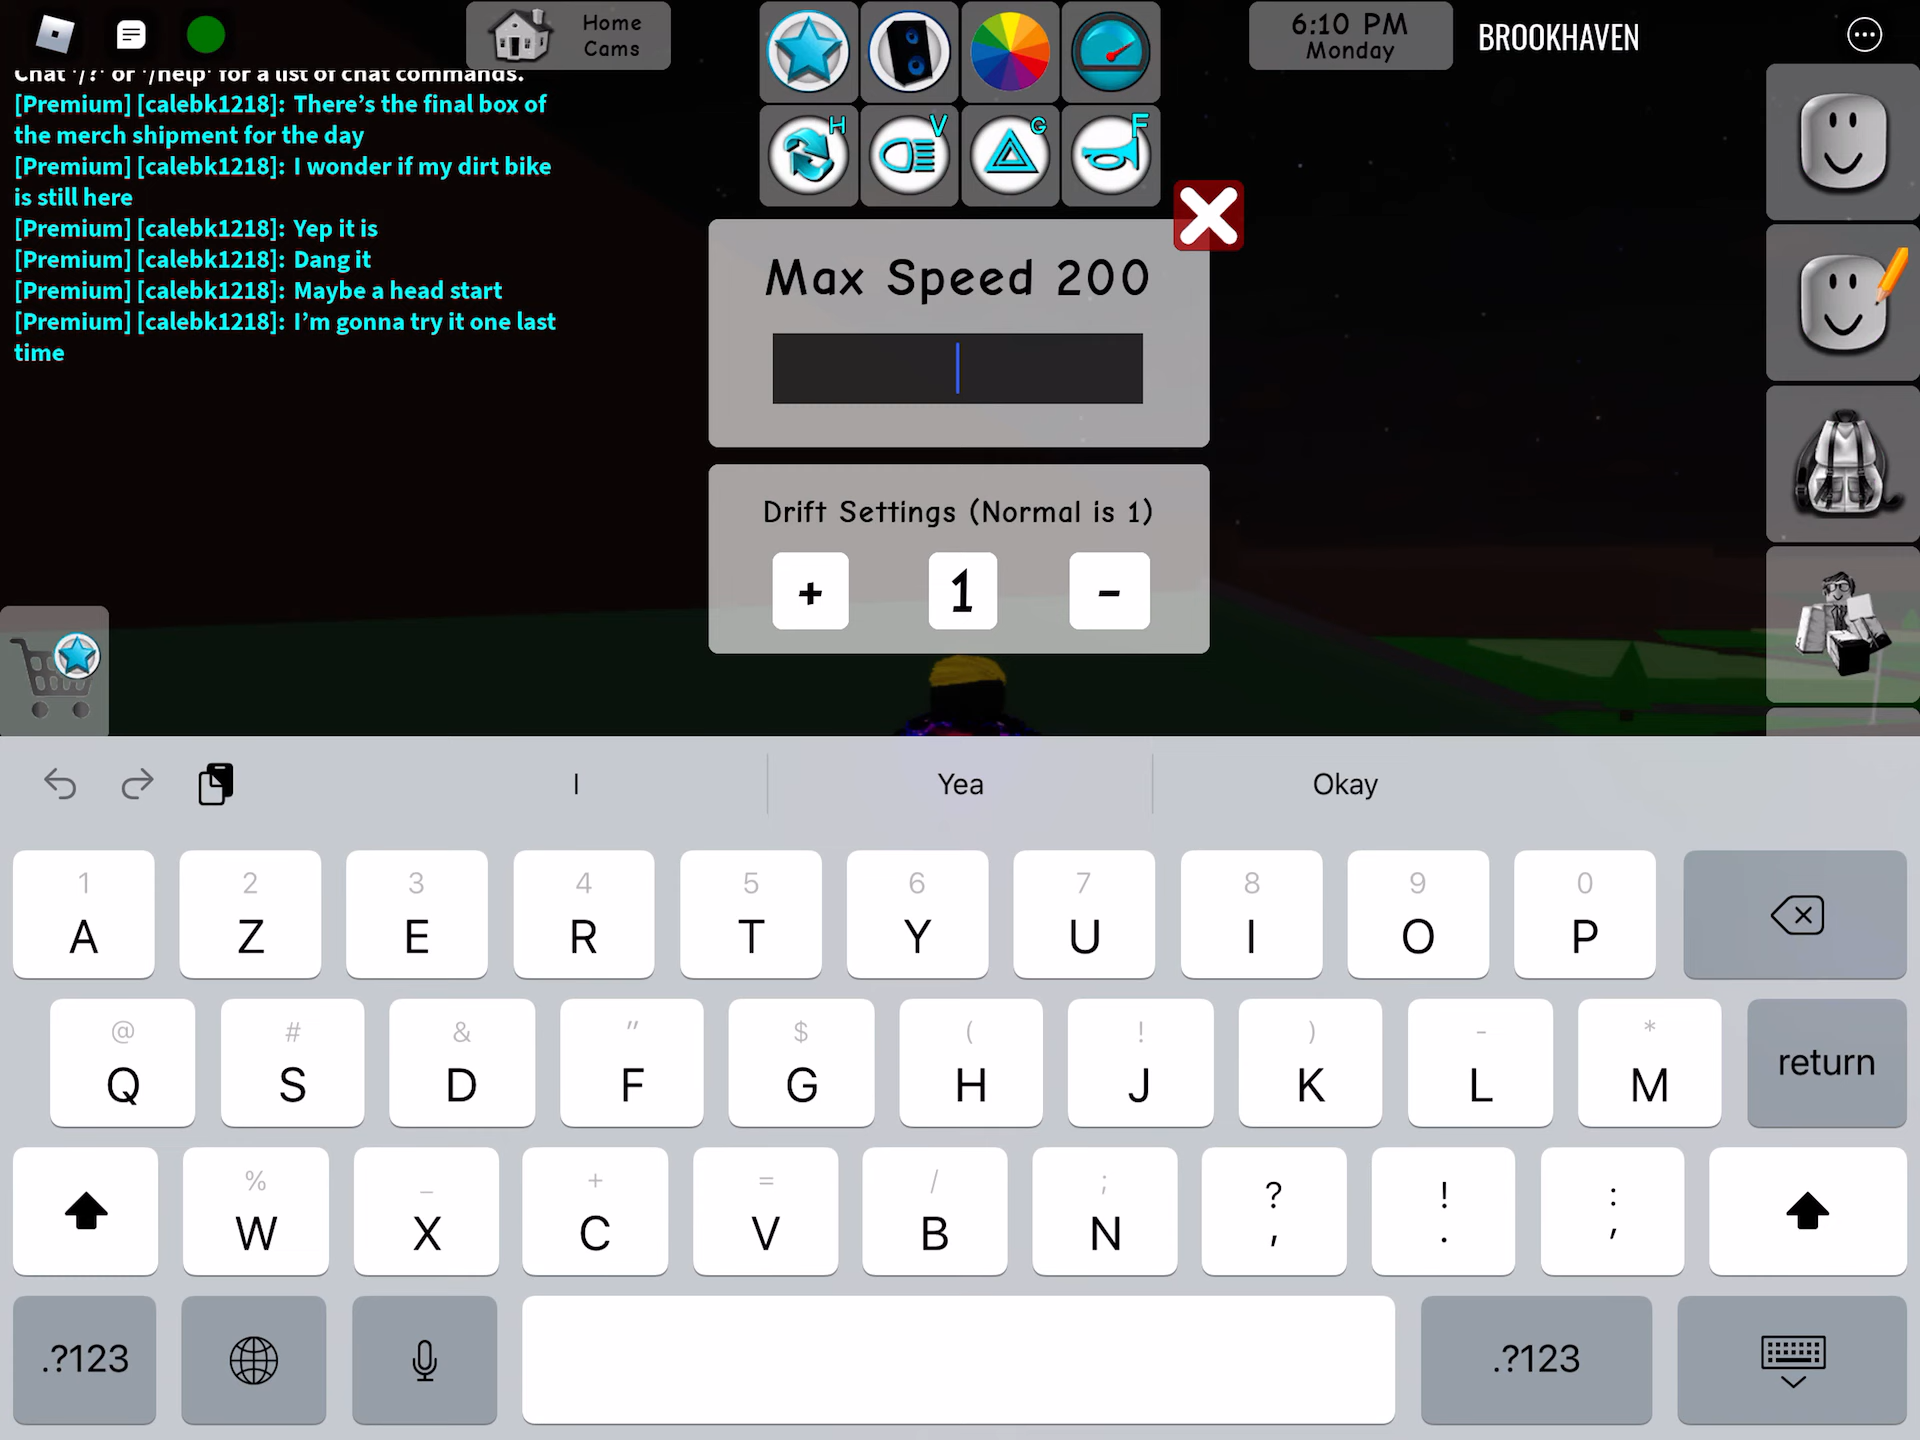 Home
Cams
6:10 PM
Monday
BROOKHAVEN
Chat '/?' or '/help' for a list of chat commands.
[Premium] [calebk1218]: There's the final box of
the merch shipment for the day
[Premium] [calebk1218]: I wonder if my dirt bike
is still here
[Premium] [calebk1218]: Yep it is
[Premium] [calebk1218]: Dang it
[Premium] [calebk1218]: Maybe a head start
[Premium] [calebk1218]: I'm gonna try it one last
time
H V G F
Max Speed 200
Drift Settings (Normal is 1)
+ 1 -
I Yea Okay
1 2 3 4 5 6 7 8 9 0
A Z E R T Y U I O P
@ # & " $ ( ! ) - *
Q S D F G H J K L M return
% _ + = / ; ? ! :
W X C V B N , . '
.?123 .?123